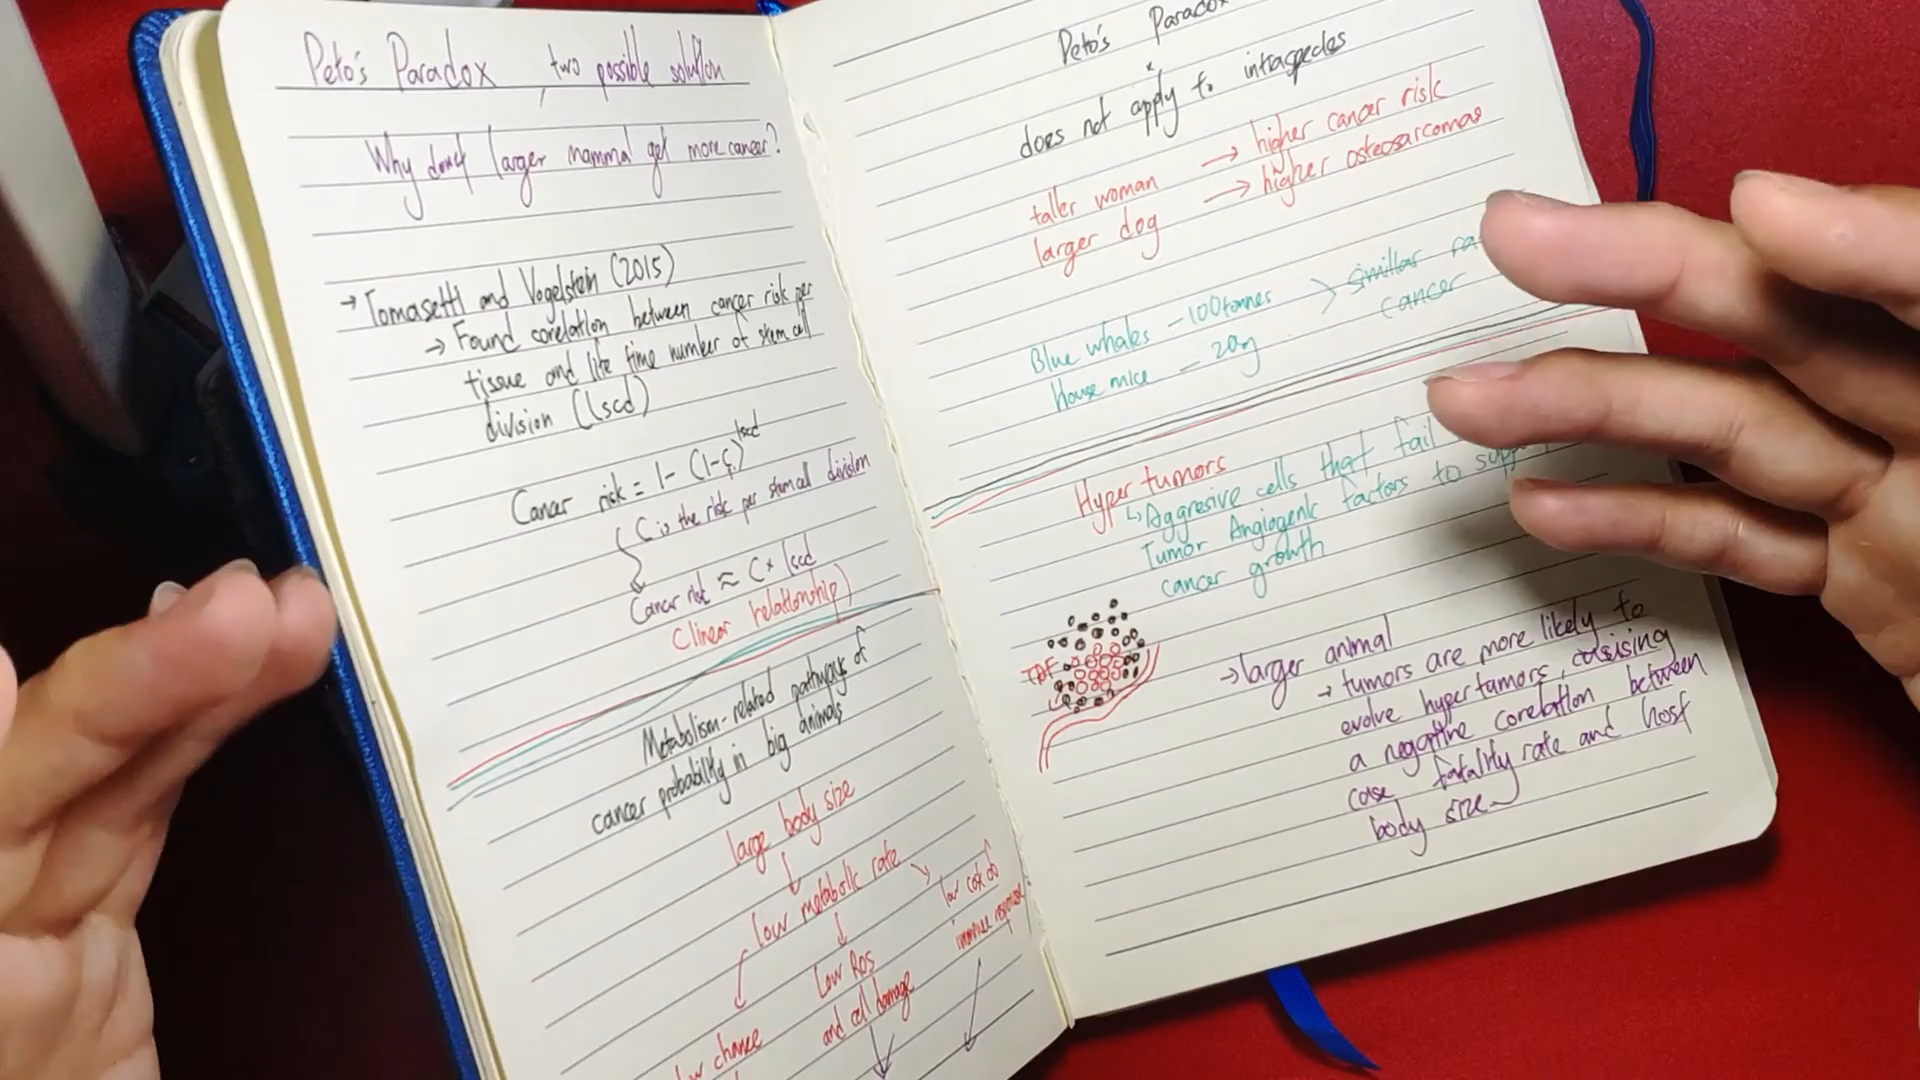 Peto's Paradox, two possible solution
Why don't larger mammal get more cancer?
→ Tomasetti and Vogelstein (2015)
→ Found corelation between cancer risk per
tissue and life time number of stem cell
division (lscd)
Cancer risk = 1- (1-c)^lscd
C is the risk per stem cell division
Cancer risk ≈ C × lscd
(linear relationship)
Metabolism-related pathways of
cancer probability in big animals
large body size
↓
low metabolic rate
low cost of
immune response
↓
low ROS
and cell damage
low chance
Peto's Paradox
does not apply to intraspecies
taller woman → higher cancer risk
larger dog → higher osteosarcomas
Blue whales - 100tonnes
House mice - 20g
> simillar
cancer
Hyper tumors
↳ Aggresive cells that fail
Tumor Angiogenic factors to
cancer growth
→ larger animal
→ tumors are more likely to
evolve hypertumors,
a negative corelation between
case fatality rate and host
body size